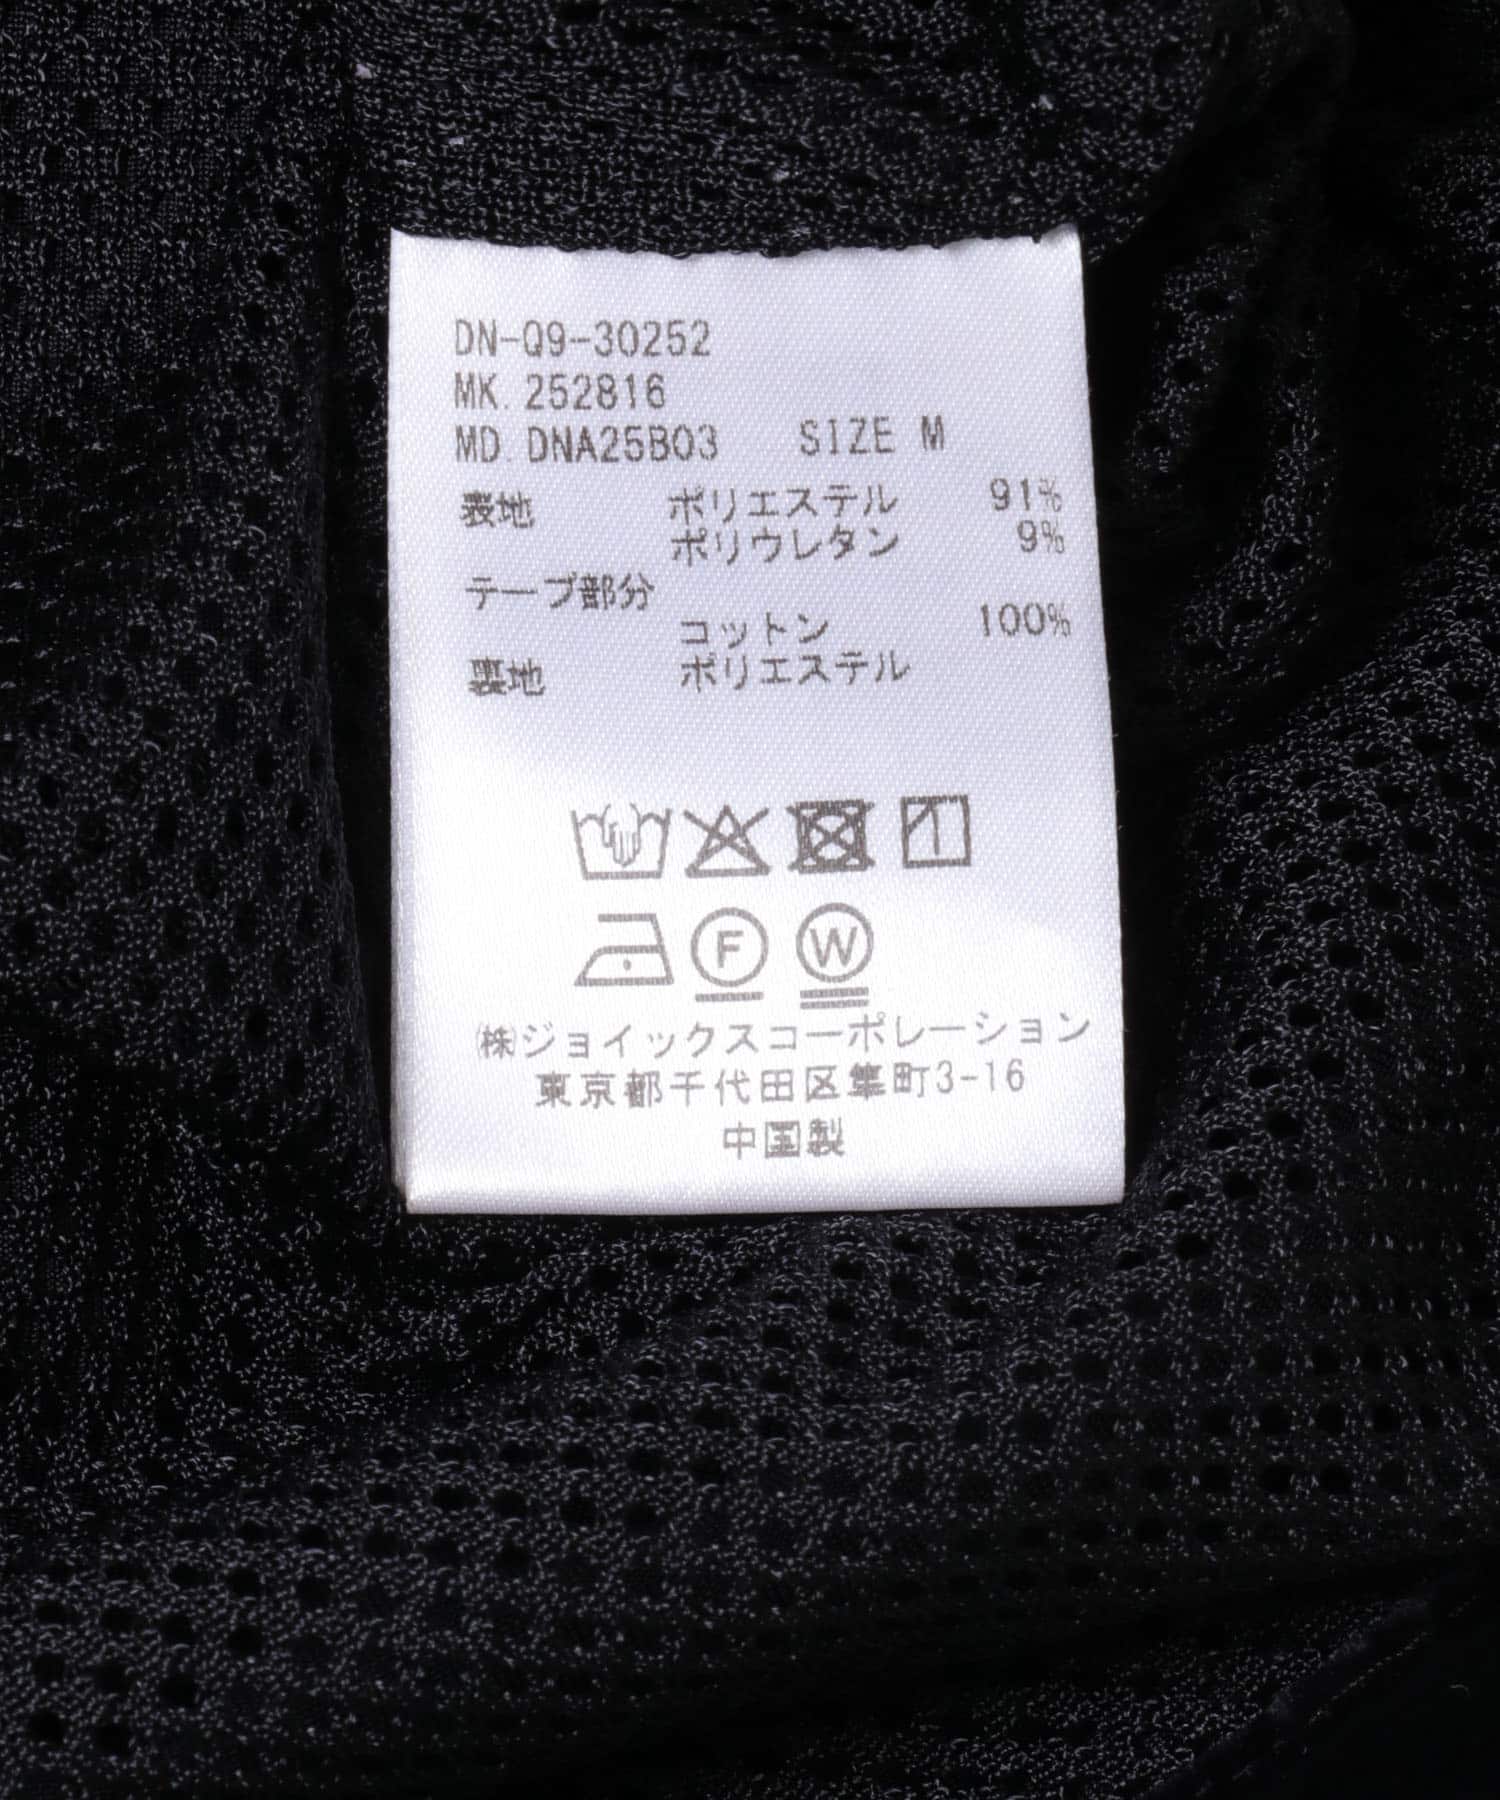 DN-Q9-30252
MK. 252816
MD. DNA25B03 SIZE M
表地 ポリエステル 91%
ポリウレタン 9%
テープ部分
コットン 100%
裏地 ポリエステル
F W
㈱ジョイックスコーポレーション
東京都千代田区隼町3-16
中国製